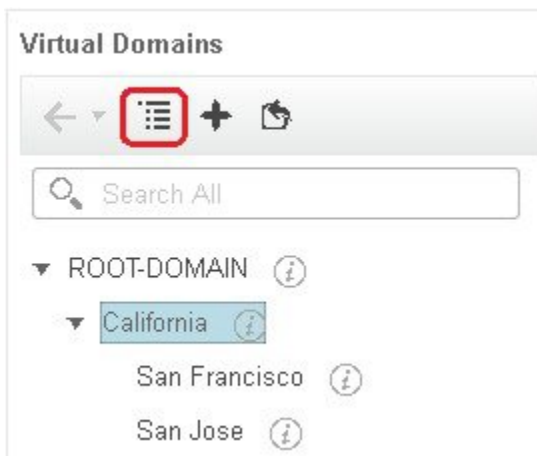 Virtual Domains
Search All
ROOT-DOMAIN
California
San Francisco
San Jose